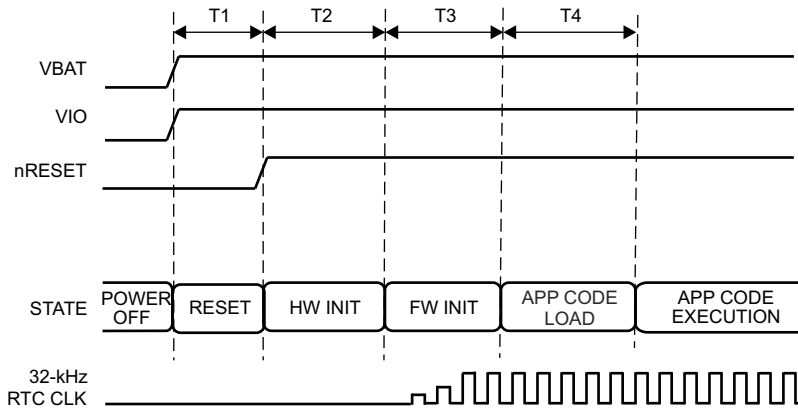 T1 T2 T3 T4
VBAT
VIO
nRESET
STATE
POWER
OFF
RESET
HW INIT
FW INIT
APP CODE
LOAD
APP CODE
EXECUTION
32-kHz
RTC CLK